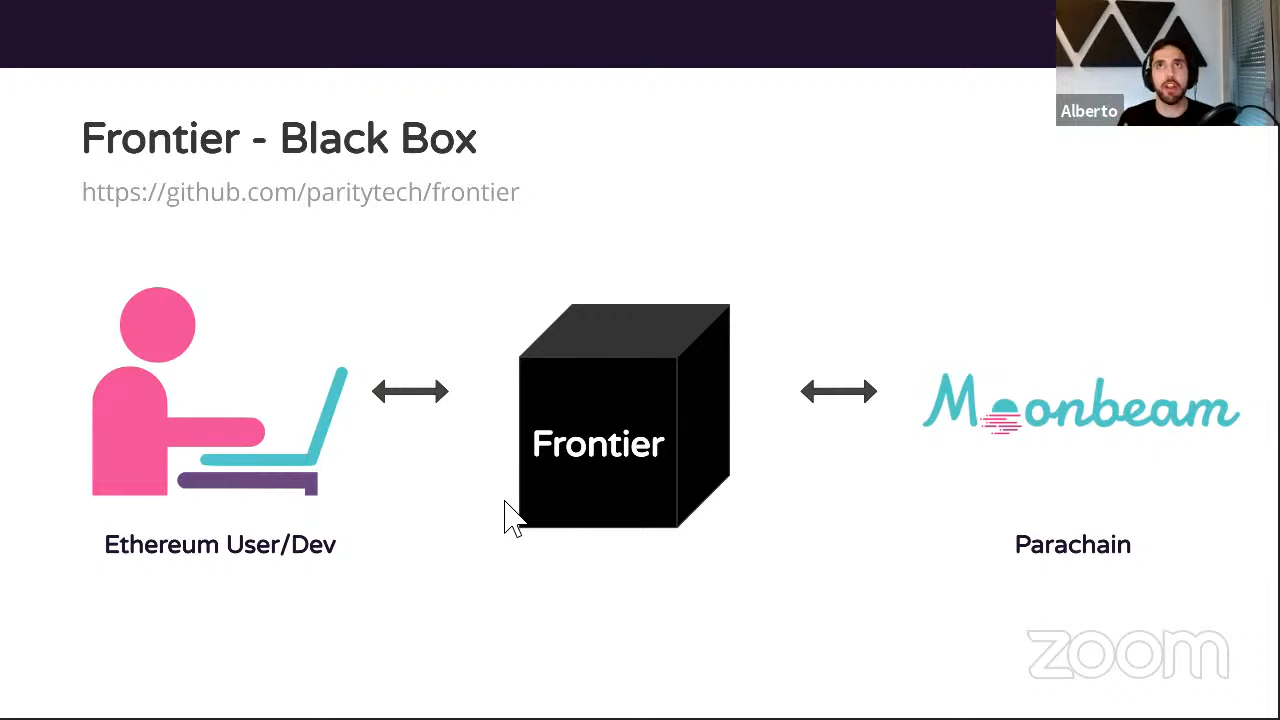 Alberto
Frontier - Black Box
https://github.com/paritytech/frontier
Frontier
Moonbeam
Ethereum User/Dev
Parachain
zoom